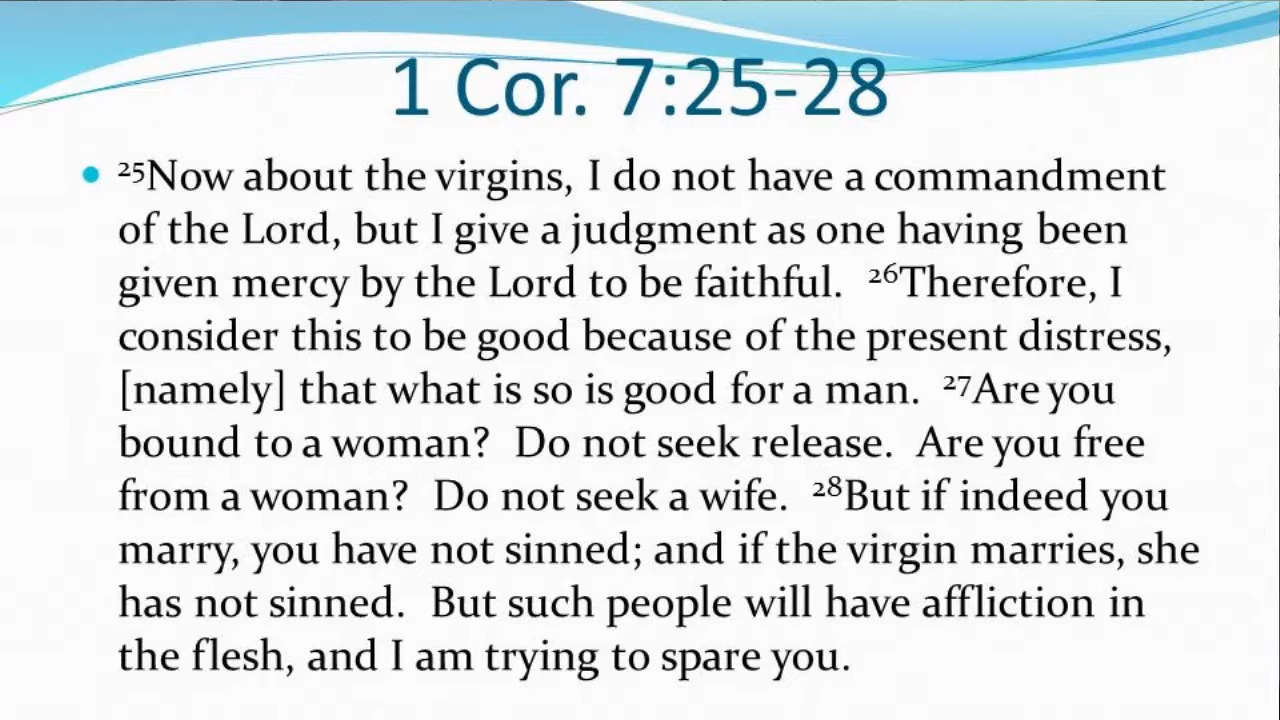 1 Cor. 7:25-28
• ²⁵Now about the virgins, I do not have a commandment
of the Lord, but I give a judgment as one having been
given mercy by the Lord to be faithful.  ²⁶Therefore, I
consider this to be good because of the present distress,
[namely] that what is so is good for a man.  ²⁷Are you
bound to a woman?  Do not seek release.  Are you free
from a woman?  Do not seek a wife.  ²⁸But if indeed you
marry, you have not sinned; and if the virgin marries, she
has not sinned.  But such people will have affliction in
the flesh, and I am trying to spare you.